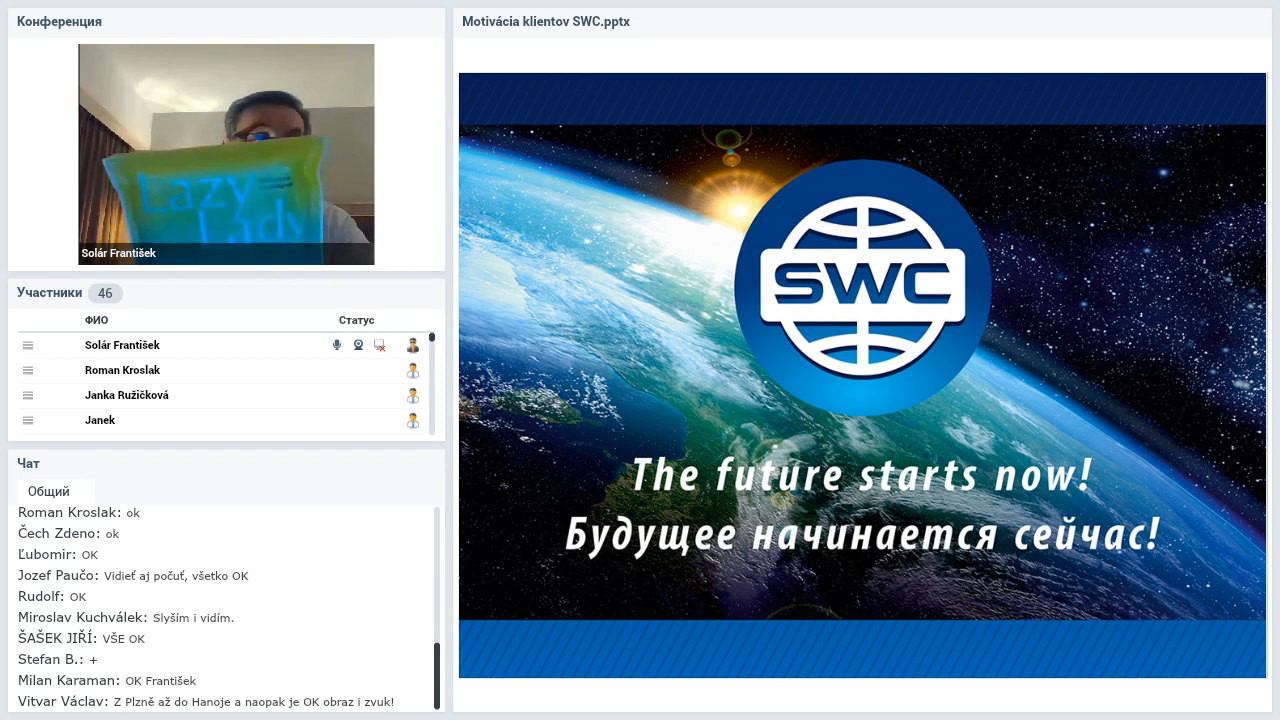 Конференция
Lazy
Lady
Solár František
Участники 46
ФИО Статус
Solár František
Roman Kroslak
Janka Ružičková
Janek
Чат
Общий
Roman Kroslak: ok
Čech Zdeno: ok
Ľubomir: OK
Jozef Paučo: Vidieť aj počuť, všetko OK
Rudolf: OK
Miroslav Kuchválek: Slyším i vidím.
ŠAŠEK JIŘÍ: VŠE OK
Stefan B.: +
Milan Karaman: OK František
Vitvar Václav: Z Plzně až do Hanoje a naopak je OK obraz i zvuk!
Motivácia klientov SWC.pptx
SWC
The future starts now!
Будущее начинается сейчас!